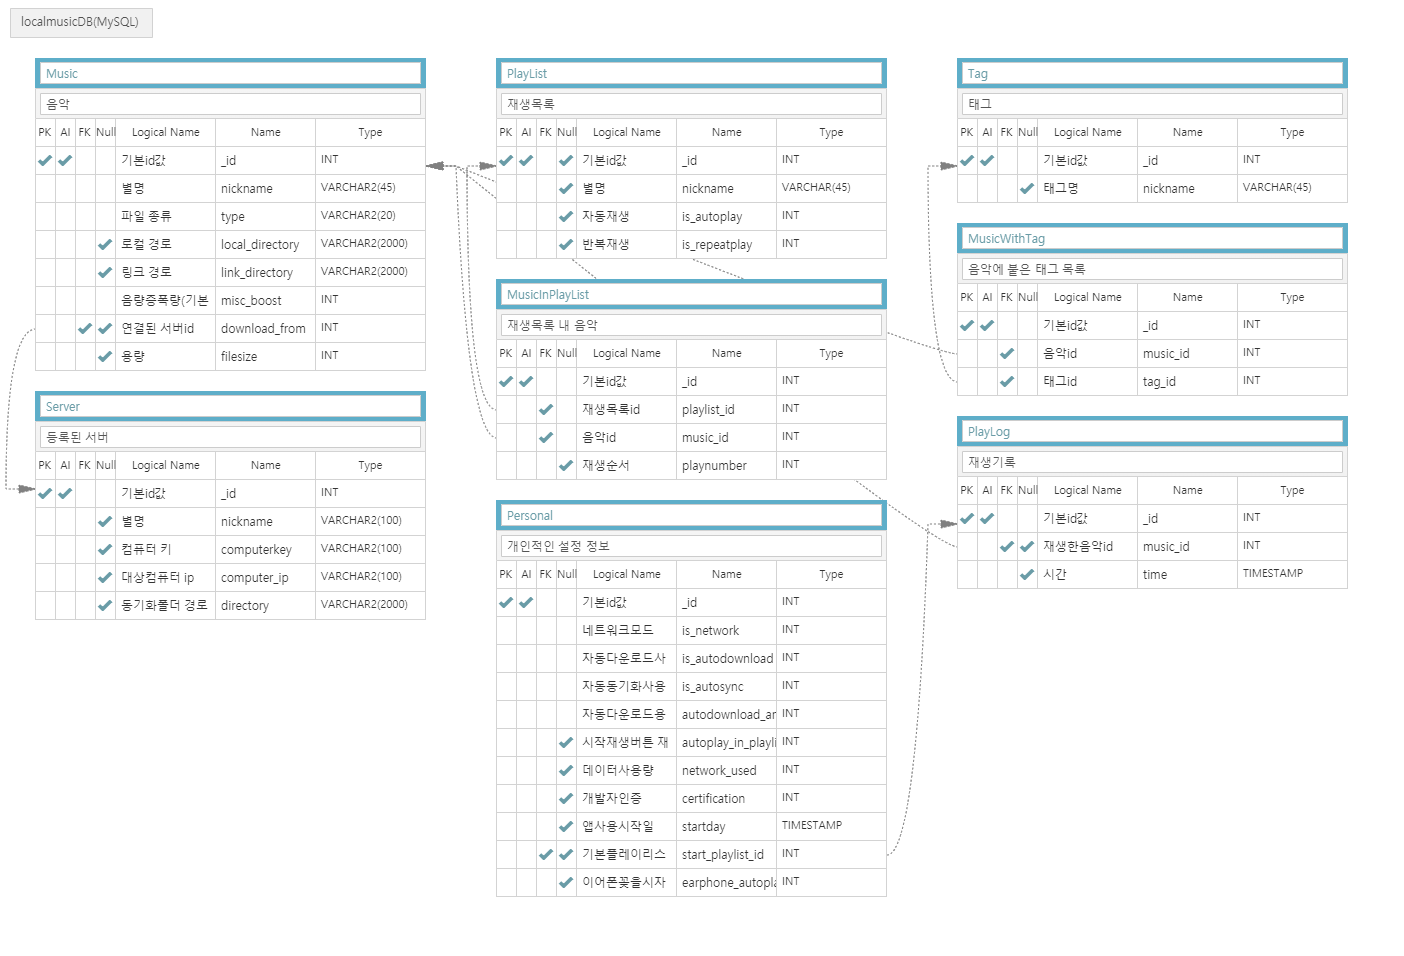 localmusicDB(MySQL)
Music
음악
PK AI FK Null Logical Name Name Type
기본id값 _id INT
별명 nickname VARCHAR2(45)
파일 종류 type VARCHAR2(20)
로컬 경로 local_directory VARCHAR2(2000)
링크 경로 link_directory VARCHAR2(2000)
음량증폭량(기본 misc_boost INT
연결된 서버id download_from INT
용량 filesize INT
Server
등록된 서버
PK AI FK Null Logical Name Name Type
기본id값 _id INT
별명 nickname VARCHAR2(100)
컴퓨터 키 computerkey VARCHAR2(100)
대상컴퓨터 ip computer_ip VARCHAR2(100)
동기화폴더 경로 directory VARCHAR2(2000)
PlayList
재생목록
PK AI FK Null Logical Name Name Type
기본id값 _id INT
별명 nickname VARCHAR(45)
자동재생 is_autoplay INT
반복재생 is_repeatplay INT
MusicInPlayList
재생목록 내 음악
PK AI FK Null Logical Name Name Type
기본id값 _id INT
재생목록id playlist_id INT
음악id music_id INT
재생순서 playnumber INT
Personal
개인적인 설정 정보
PK AI FK Null Logical Name Name Type
기본id값 _id INT
네트워크모드 is_network INT
자동다운로드사 is_autodownload INT
자동동기화사용 is_autosync INT
자동다운로드용 autodownload_am INT
시작재생버튼 재 autoplay_in_playli INT
데이터사용량 network_used INT
개발자인증 certification INT
앱사용시작일 startday TIMESTAMP
기본플레이리스 start_playlist_id INT
이어폰꽂을시자 earphone_autopla INT
Tag
태그
PK AI FK Null Logical Name Name Type
기본id값 _id INT
태그명 nickname VARCHAR(45)
MusicWithTag
음악에 붙은 태그 목록
PK AI FK Null Logical Name Name Type
기본id값 _id INT
음악id music_id INT
태그id tag_id INT
PlayLog
재생기록
PK AI FK Null Logical Name Name Type
기본id값 _id INT
재생한음악id music_id INT
시간 time TIMESTAMP